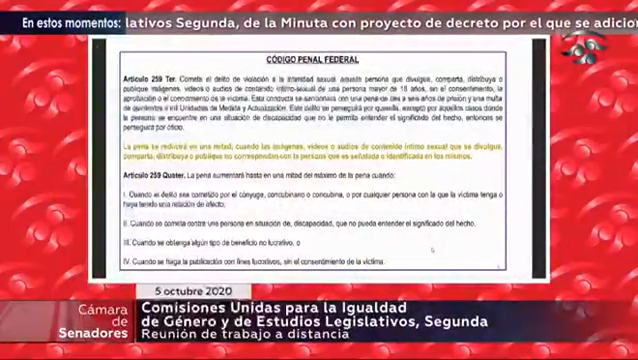 En estos momentos: lativos Segunda, de la Minuta con proyecto de decreto por el que se adicio
CÓDIGO PENAL FEDERAL
Artículo 259 Ter. Comete el delito de violación a la intimidad sexual, aquella persona que divulgue, comparta, distribuya o
publique imágenes, videos o audios de contenido íntimo sexual de una persona mayor de 18 años, sin el consentimiento, la
aprobación o el conocimiento de la víctima. Esta conducta se sancionará con una pena de
a seis años de prisión y una multa
de quinientos a mil Unidades de Medida y Actualización. Este delito se perseguirá por querella, excepto por aquellos casos donde
la persona se encuentre en una situación de discapacidad que no le permita entender el significado del hecho, entonces se
perseguirá por oficio.
La pena se reducirá en una mitad, cuando las imágenes, videos o audios de contenido íntimo sexual que se divulgue,
comparta, distribuya o publique no correspondan con la persona que es señalada o identificada en los mismos.
Artículo 259 Quater. La pena aumentará hasta en una mitad del máximo de la pena cuando:
I. Cuando el delito sea cometido por el cónyuge, concubinario o concubina, o por cualquier persona con la que la víctima tenga o
haya tenido una relación de afecto;
II. Cuando se cometa contra una persona en situación de, discapacidad, que no pueda entender el significado del hecho,
III. Cuando se obtenga algún tipo de beneficio no lucrativo, o
IV. Cuando se haga la publicación con fines lucrativos, sin el consentimiento de la víctima.
5 octubre 2020
Cámara
de
Senadores
Comisiones Unidas para la Igualdad
de Género y de Estudios Legislativos, Segunda
Reunión de trabajo a distancia